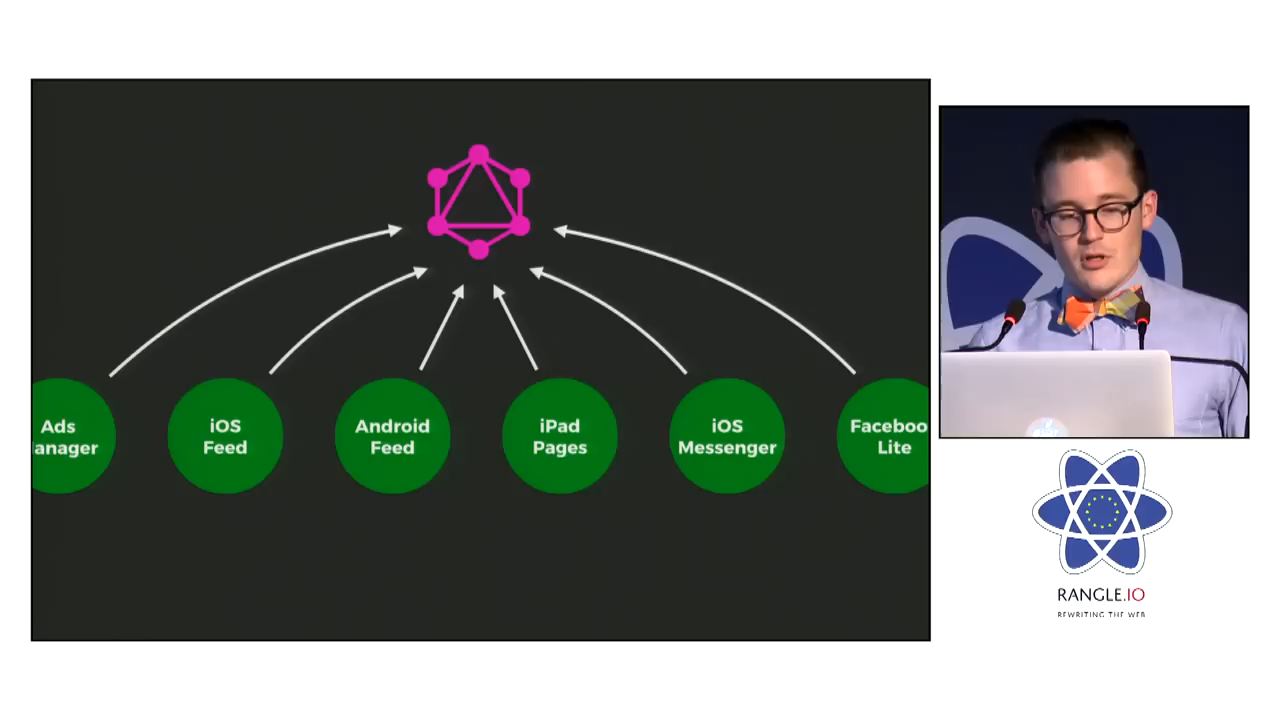 Ads
anager
iOS
Feed
Android
Feed
iPad
Pages
iOS
Messenger
Faceboo
Lite
RANGLE.IO
REWRITING THE WEB